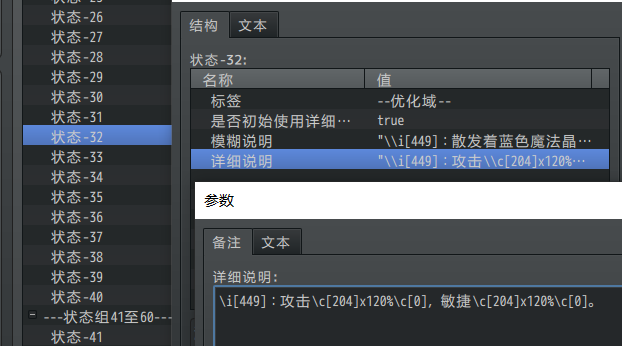 状态-26
状态-27
状态-28
状态-29
状态-30
状态-31
状态-32
状态-33
状态-34
状态-35
状态-36
状态-37
状态-38
状态-39
状态-40
---状态组41至60---
状态-41
结构 文本
状态-32:
名称 值
标签 --优化域--
是否初始使用详细… true
模糊说明 "\\i[449]：散发着蓝色魔法晶…
详细说明 "\\i[449]：攻击\\c[204]x120%…
参数
备注 文本
详细说明:
\i[449]：攻击\c[204]x120%\c[0]，敏捷\c[204]x120%\c[0]。